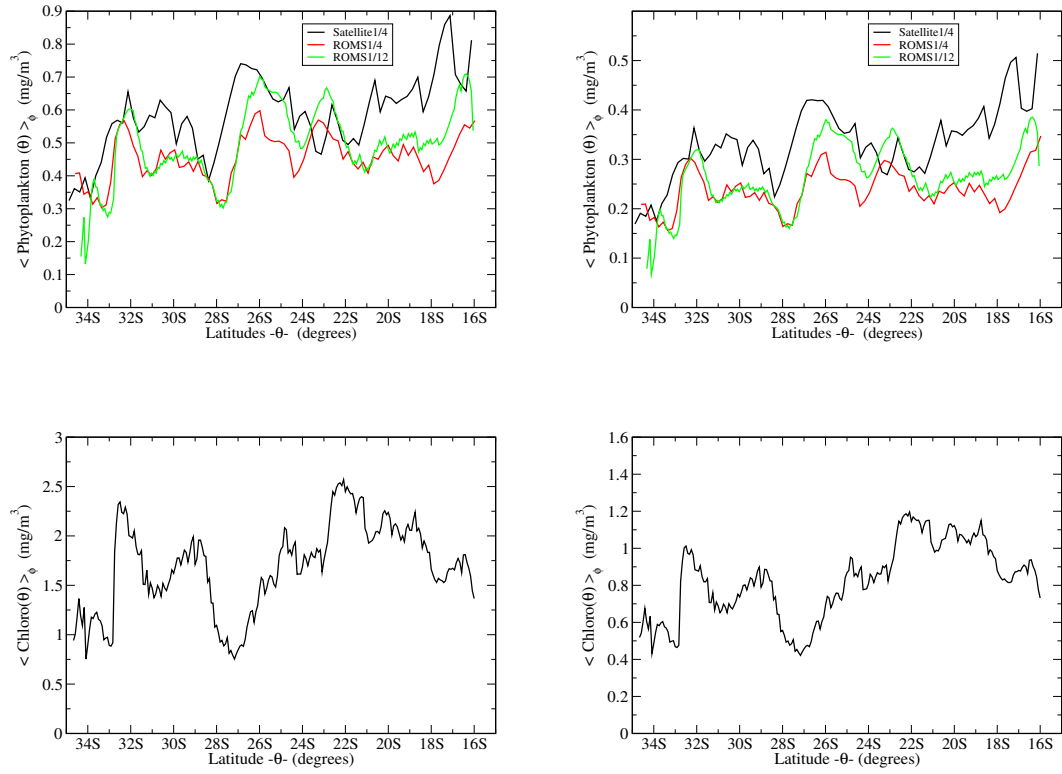 0.9
0.8
0.7
0.6
0.5
0.4
0.3
0.2
0.1
0
< Phytoplankton (θ) >ϕ (mg/m³)
Satellite1/4
ROMS1/4
ROMS1/12
34S 32S 30S 28S 26S 24S 22S 20S 18S 16S
Latitudes -θ- (degrees)
0.5
0.4
0.3
0.2
0.1
0
< Phytoplankton (θ) >ϕ (mg/m³)
Satellite1/4
ROMS1/4
ROMS1/12
34S 32S 30S 28S 26S 24S 22S 20S 18S 16S
Latitudes -θ- (degrees)
3
2.5
2
1.5
1
0.5
0
< Chloro(θ) >ϕ (mg/m³)
34S 32S 30S 28S 26S 24S 22S 20S 18S 16S
Latitude -θ- (degrees)
1.6
1.4
1.2
1
0.8
0.6
0.4
0.2
0
< Chloro(θ) >ϕ (mg/m³)
34S 32S 30S 28S 26S 24S 22S 20S 18S 16S
Latitude -θ- (degrees)